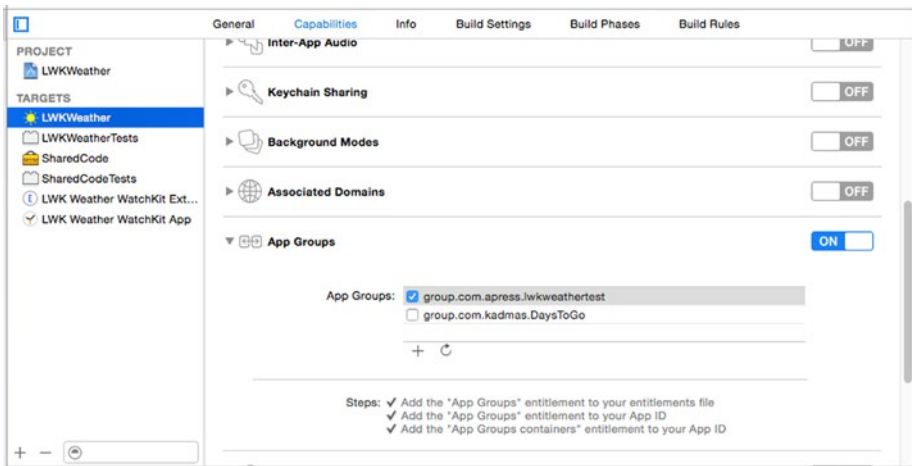 General Capabilities Info Build Settings Build Phases Build Rules
PROJECT
LWKWeather
TARGETS
LWKWeather
LWKWeatherTests
SharedCode
SharedCodeTests
E LWK Weather WatchKit Ext...
LWK Weather WatchKit App
Inter-App Audio OFF
Keychain Sharing OFF
Background Modes OFF
Associated Domains OFF
App Groups ON
App Groups: group.com.apress.lwkweathertest
group.com.kadmas.DaysToGo
Steps: ✔ Add the "App Groups" entitlement to your entitlements file
✔ Add the "App Groups" entitlement to your App ID
✔ Add the "App Groups containers" entitlement to your App ID